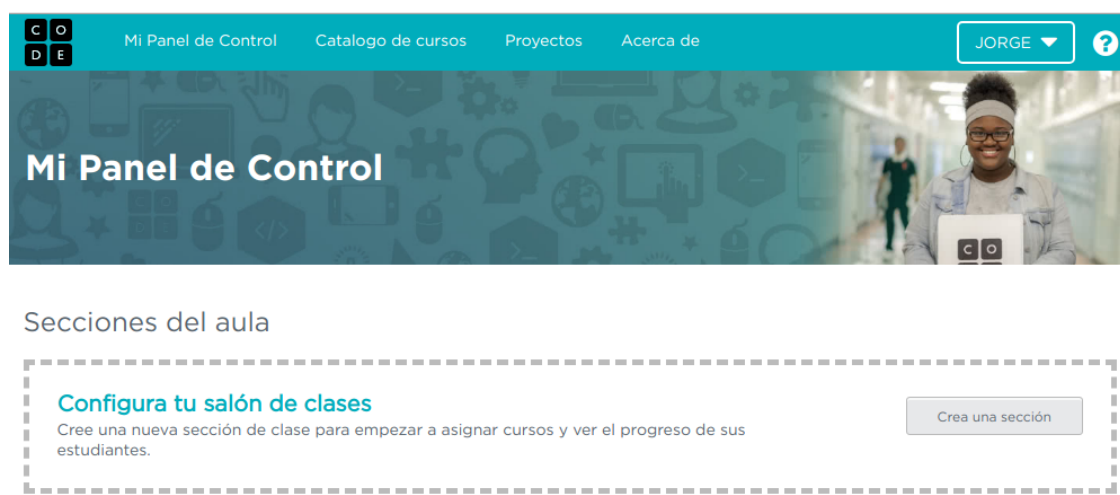 C O
D E
Mi Panel de Control
Catalogo de cursos
Proyectos
Acerca de
JORGE
?
Mi Panel de Control
C O
Secciones del aula
Configura tu salón de clases
Cree una nueva sección de clase para empezar a asignar cursos y ver el progreso de sus
estudiantes.
Crea una sección